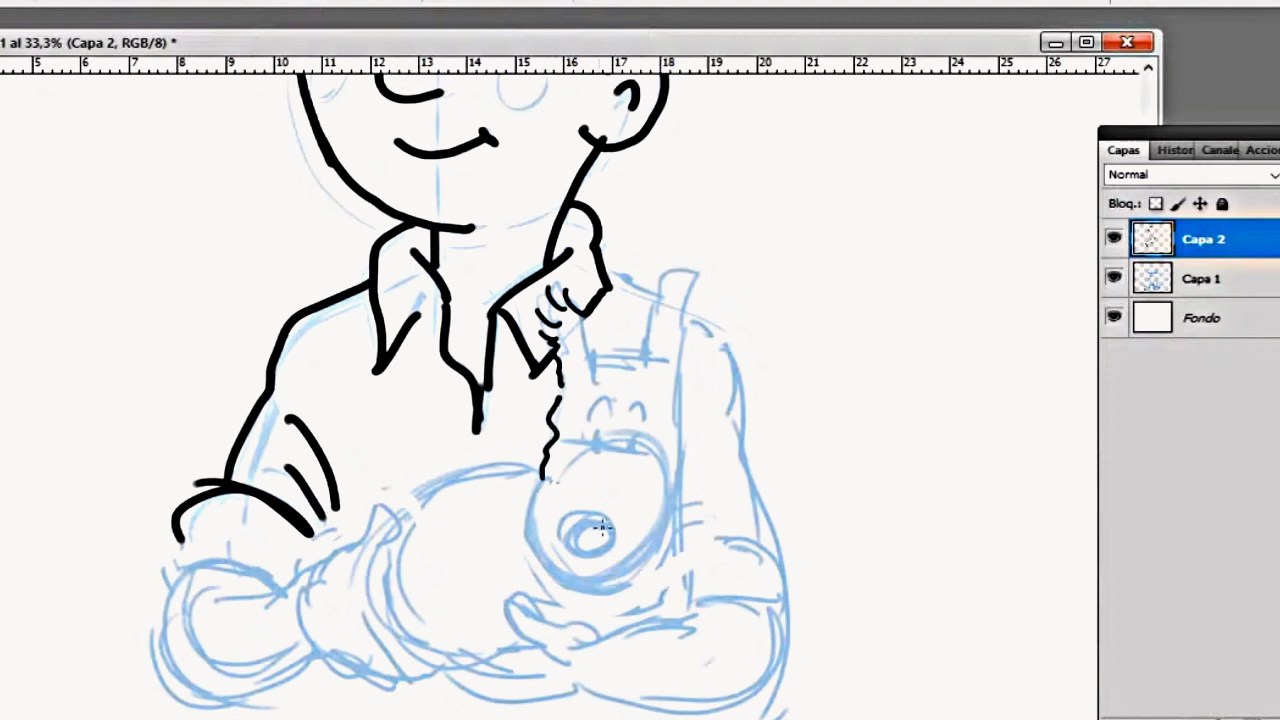 1 al 33,3% (Capa 2, RGB/8) *
5 6 7 8 9 10 11 12 13 14 15 16 17 18 19 20 21 22 23 24 25 26 27
Capas Histor Canale Accio
Normal
Bloq.:
Capa 2
Capa 1
Fondo